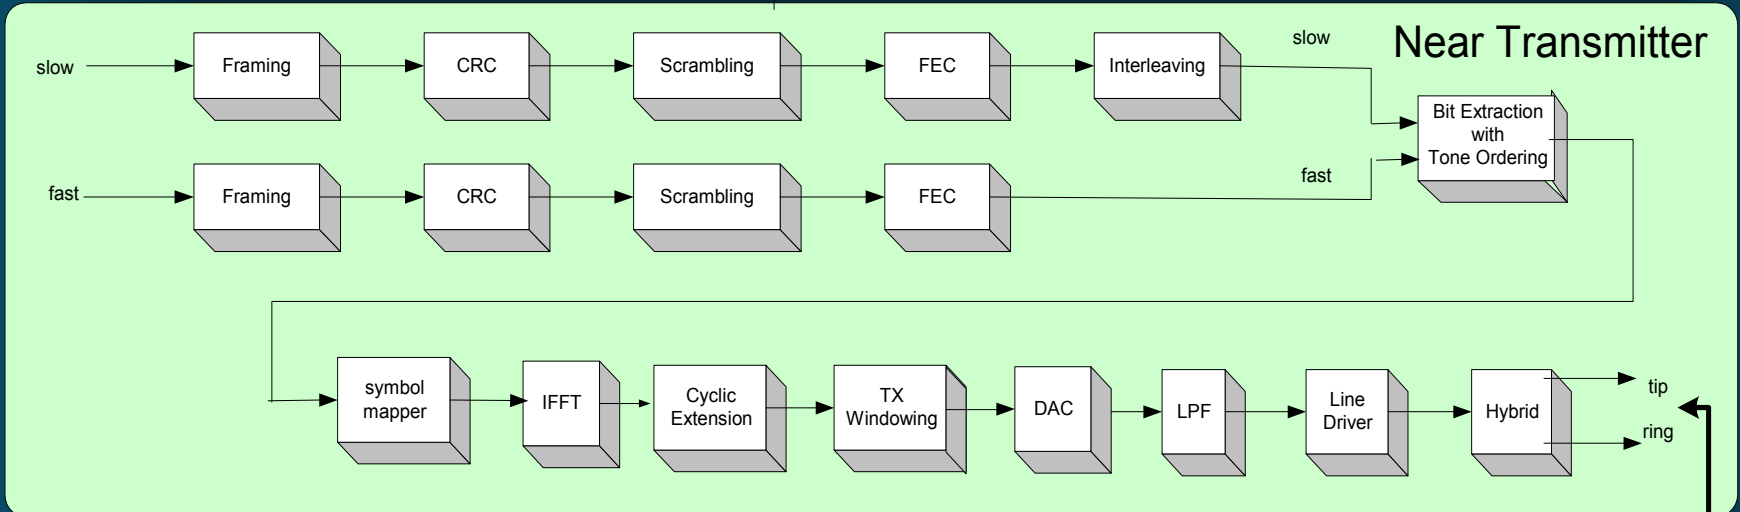 Near Transmitter
slow
Framing
CRC
Scrambling
FEC
Interleaving
slow
Bit Extraction
with
Tone Ordering
fast
Framing
CRC
Scrambling
FEC
fast
symbol
mapper
IFFT
Cyclic
Extension
TX
Windowing
DAC
LPF
Line
Driver
Hybrid
tip
ring